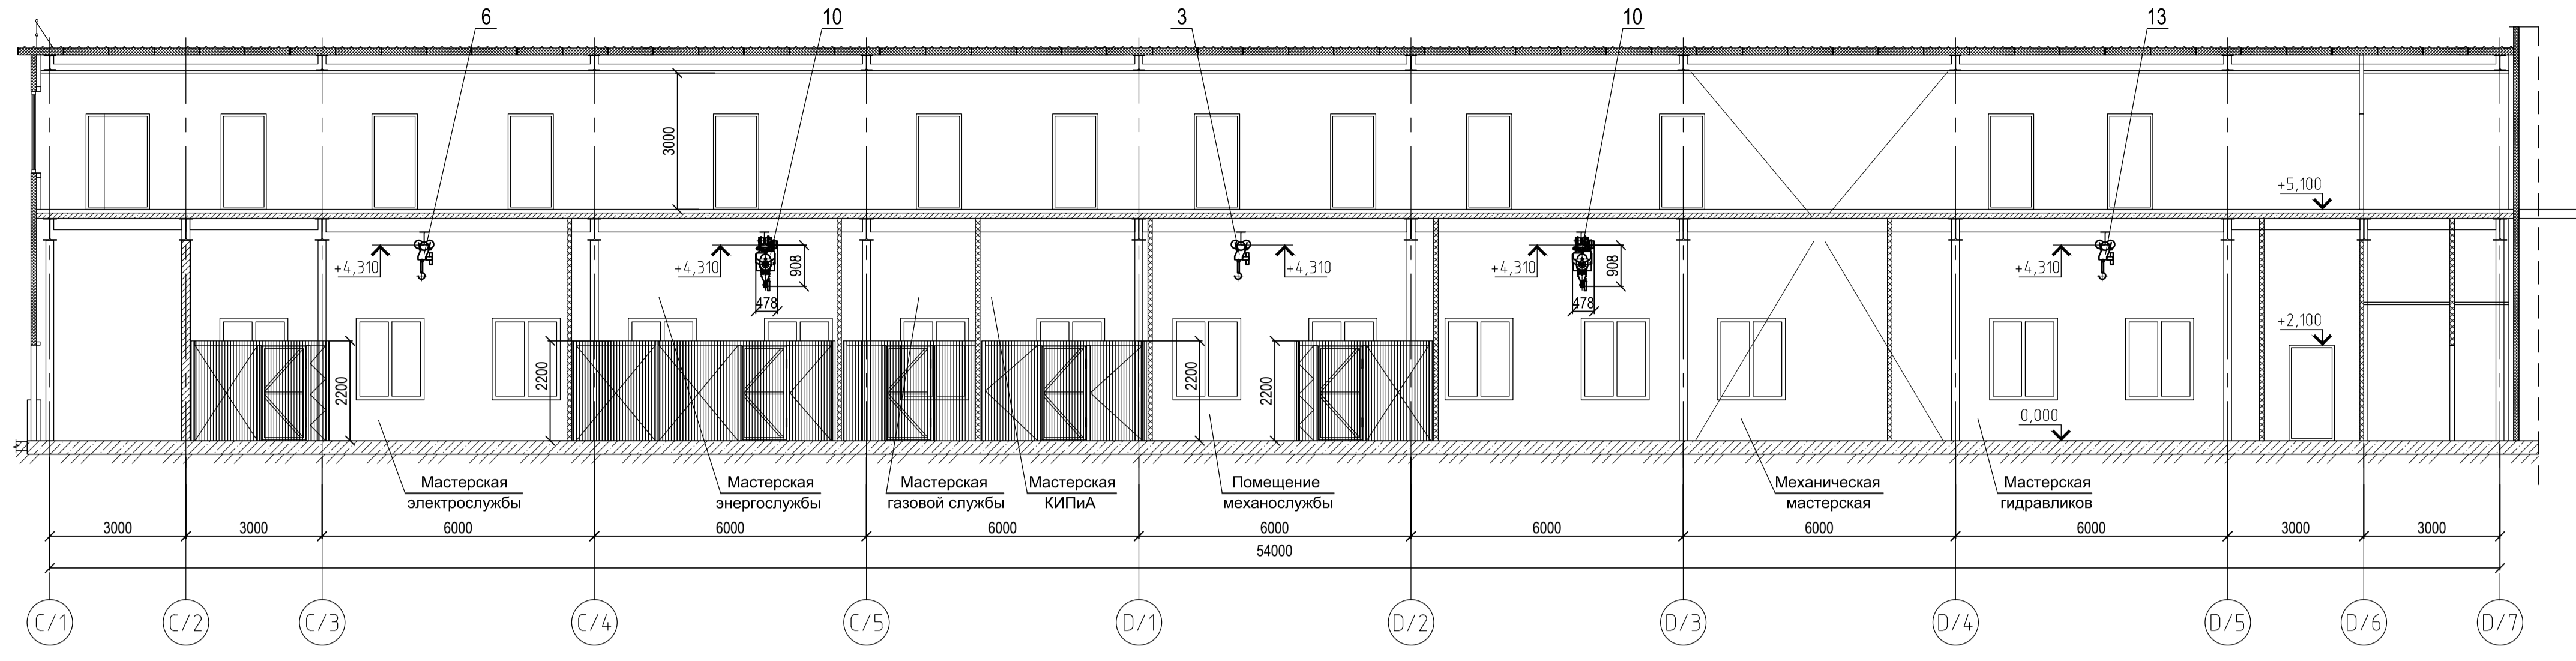 6
10
3
10
13
3000
+5,100
+4,310
+4,310
908
478
+4,310
+4,310
908
478
+4,310
+2,100
2200
2200
2200
2200
0,000
Мастерская
электрослужбы
Мастерская
энергослужбы
Мастерская
газовой службы
Мастерская
КИПиА
Помещение
механослужбы
Механическая
мастерская
Мастерская
гидравликов
3000
3000
6000
6000
6000
6000
6000
6000
6000
3000
3000
54000
С/1
С/2
С/3
С/4
С/5
D/1
D/2
D/3
D/4
D/5
D/6
D/7